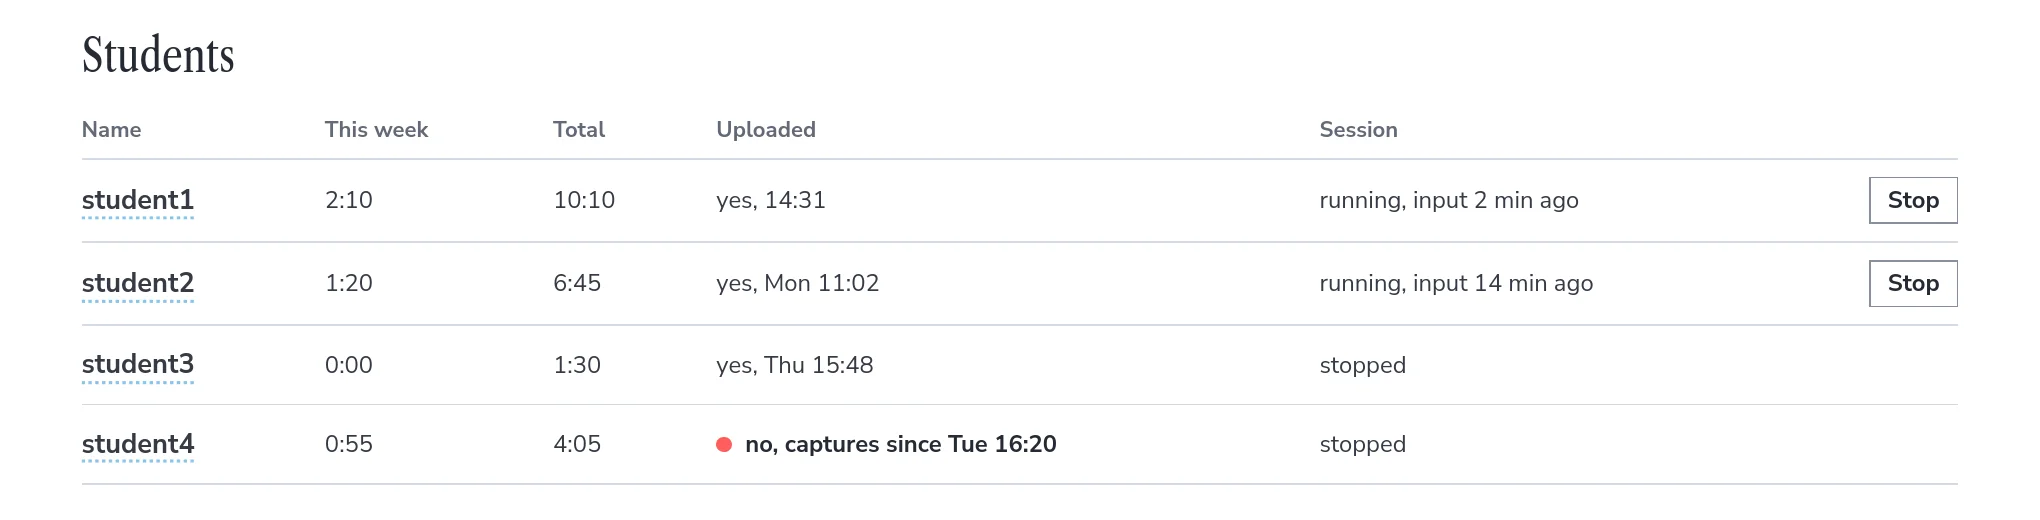 Students
Name This week Total Uploaded Session
student1 2:10 10:10 yes, 14:31 running, input 2 min ago Stop
student2 1:20 6:45 yes, Mon 11:02 running, input 14 min ago Stop
student3 0:00 1:30 yes, Thu 15:48 stopped
student4 0:55 4:05 no, captures since Tue 16:20 stopped